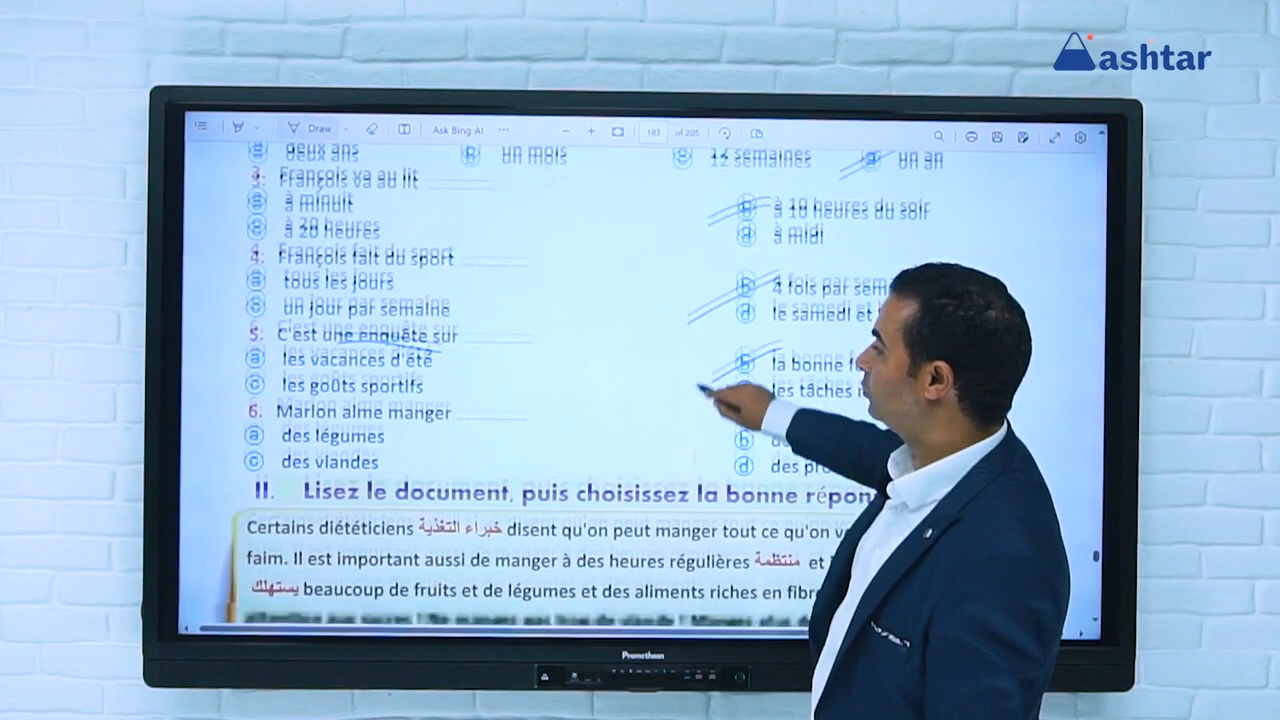 ashtar
Draw Ask Bing AI 183 of 205
a deux ans b un mois c 12 semaines d un an
3. François va au lit
a à minuit b à 10 heures du soir
c à 20 heures d à midi
4. François fait du sport
a tous les jours b 4 fois par sem
c un jour par semaine d le samedi et
5. C'est une enquête sur
a les vacances d'été b la bonne
c les goûts sportifs les tâches
6. Marion aime manger
a des légumes b
c des viandes d des pr
II. Lisez le document, puis choisissez la bonne répon
Certains diététiciens خبراء التغذية disent qu'on peut manger tout ce qu'on
faim. Il est important aussi de manger à des heures régulières منتظمة et
يستهلك beaucoup de fruits et de légumes et des aliments riches en fibr
Promethean